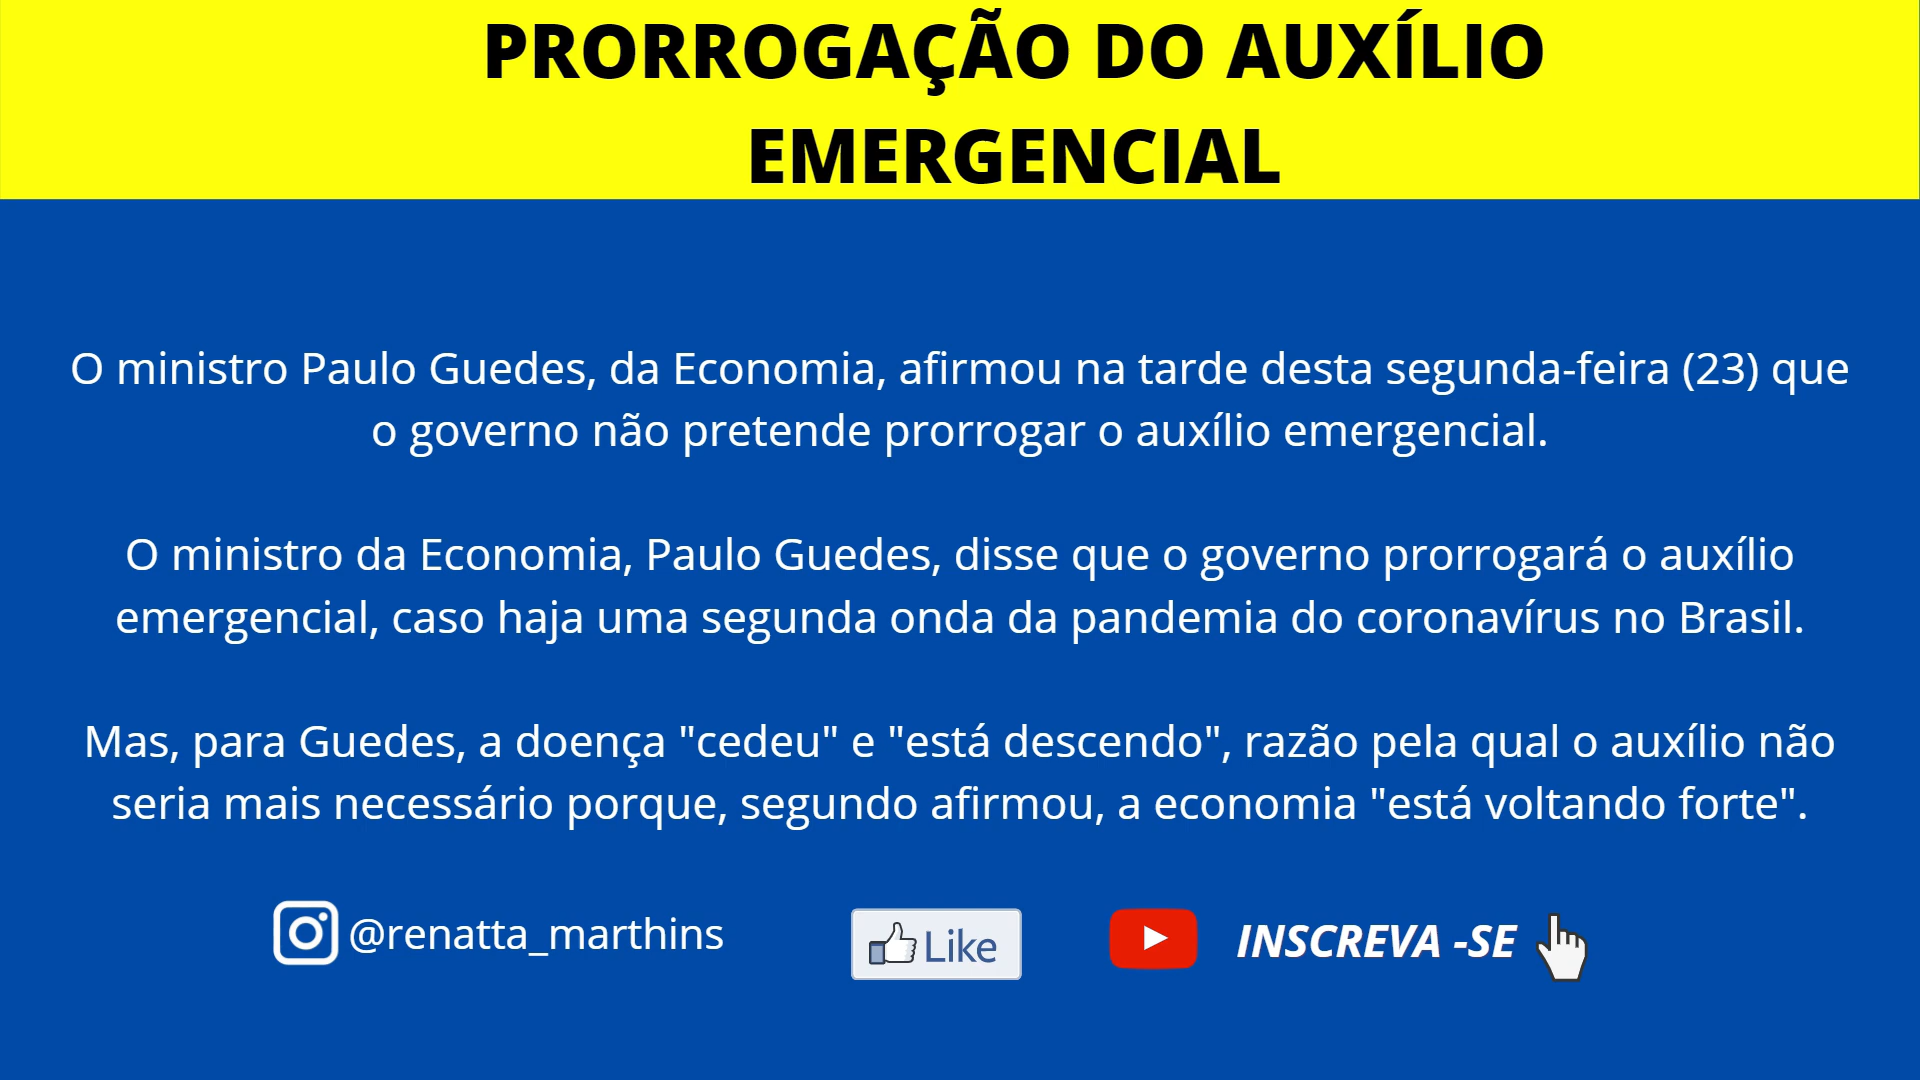 PRORROGAÇÃO DO AUXÍLIO
EMERGENCIAL
O ministro Paulo Guedes, da Economia, afirmou na tarde desta segunda-feira (23) que
o governo não pretende prorrogar o auxílio emergencial.
O ministro da Economia, Paulo Guedes, disse que o governo prorrogará o auxílio
emergencial, caso haja uma segunda onda da pandemia do coronavírus no Brasil.
Mas, para Guedes, a doença "cedeu" e "está descendo", razão pela qual o auxílio não
seria mais necessário porque, segundo afirmou, a economia "está voltando forte".
@renatta_marthins
Like
INSCREVA -SE